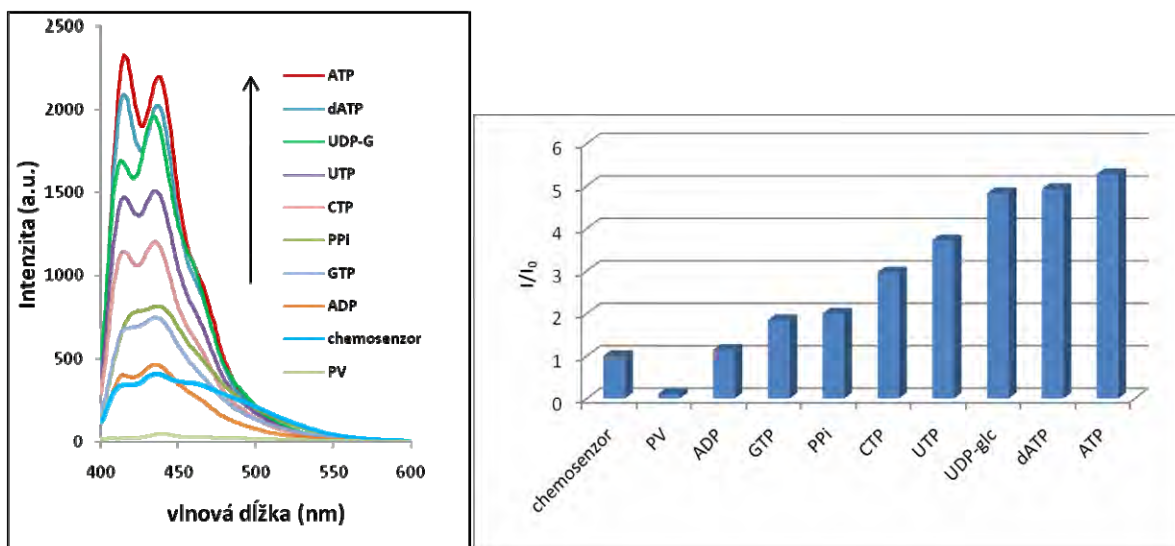 2500
2000
1500
1000
500
0
400
450
500
550
600
Intenzita (a.u.)
vlnová dĺžka (nm)
ATP
dATP
UDP-G
UTP
CTP
PPi
GTP
ADP
chemosenzor
PV
6
5
4
3
2
1
0
I/I₀
chemosenzor
PV
ADP
GTP
PPi
CTP
UTP
UDP-glc
dATP
ATP